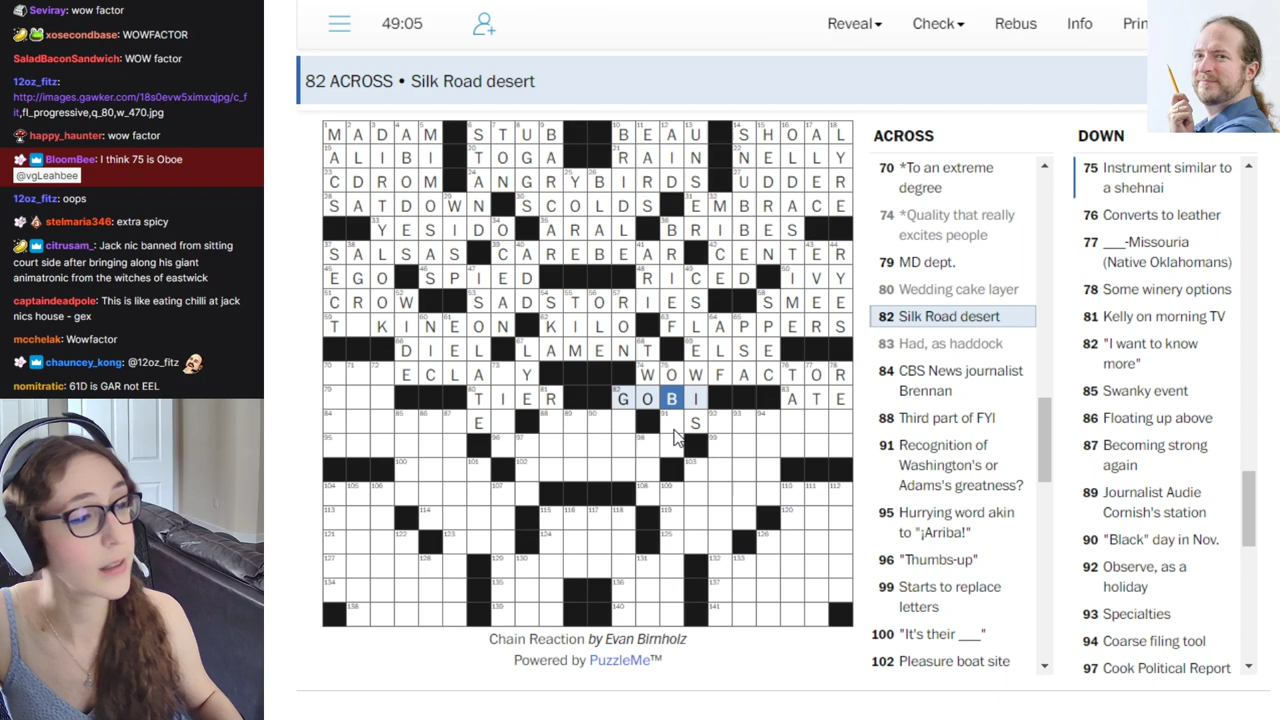 Seviray: wow factor
xosecondbase: WOWFACTOR
SaladBaconSandwich: WOW factor
12oz_fitz:
http://images.gawker.com/18s0evw5ximxqjpg/c_f
it,fl_progressive,q_80,w_470.jpg
happy_haunter: wow factor
BloomBee: I think 75 is Oboe
@vgLeahbee
12oz_fitz: oops
stelmaria346: extra spicy
citrusam_: Jack nic banned from sitting
court side after bringing along his giant
animatronic from the witches of
eastwick
captaindeadpole: This is like eating chilli at jack
nics house - gex
mcchelak: Wowfactor
chauncey_kong: @12oz_fitz
nomitratic: 61D is GAR not EEL
49:05
Reveal
Check
Rebus
Info
Prin
82 ACROSS • Silk Road desert
MADAM STUB BEAU SHOAL
ALIBI TOGA RAIN NELLY
CDROM ANGRYBIRDS UDDER
SATDOWN SCOLDS EMBRACE
YESIDO ARAL BRIBES
SALSAS CAREBEAR CENTER
EGO SPIED RICED IVY
CROW SADSTORIES SMEE
T KINEON KILO FLAPPERS
DIEL LAMENT ELSE
ECLA Y WOWFACTOR
TIER GOBI ATE
E S
Chain Reaction by Evan Birnholz
Powered by PuzzleMe™
ACROSS
70 *To an extreme
degree
74 *Quality that really
excites people
79 MD dept.
80 Wedding cake layer
82 Silk Road desert
83 Had, as haddock
84 CBS News journalist
Brennan
88 Third part of FYI
91 Recognition of
Washington's or
Adams's greatness?
95 Hurrying word akin
to "¡Arriba!"
96 "Thumbs-up"
99 Starts to replace
letters
100 "It's their ___"
102 Pleasure boat site
DOWN
75 Instrument similar to
a shehnai
76 Converts to leather
77 ___-Missouria
(Native Oklahomans)
78 Some winery options
81 Kelly on morning TV
82 "I want to know
more"
85 Swanky event
86 Floating up above
87 Becoming strong
again
89 Journalist Audie
Cornish's station
90 "Black" day in Nov.
92 Observe, as a
holiday
93 Specialties
94 Coarse filing tool
97 Cook Political Report